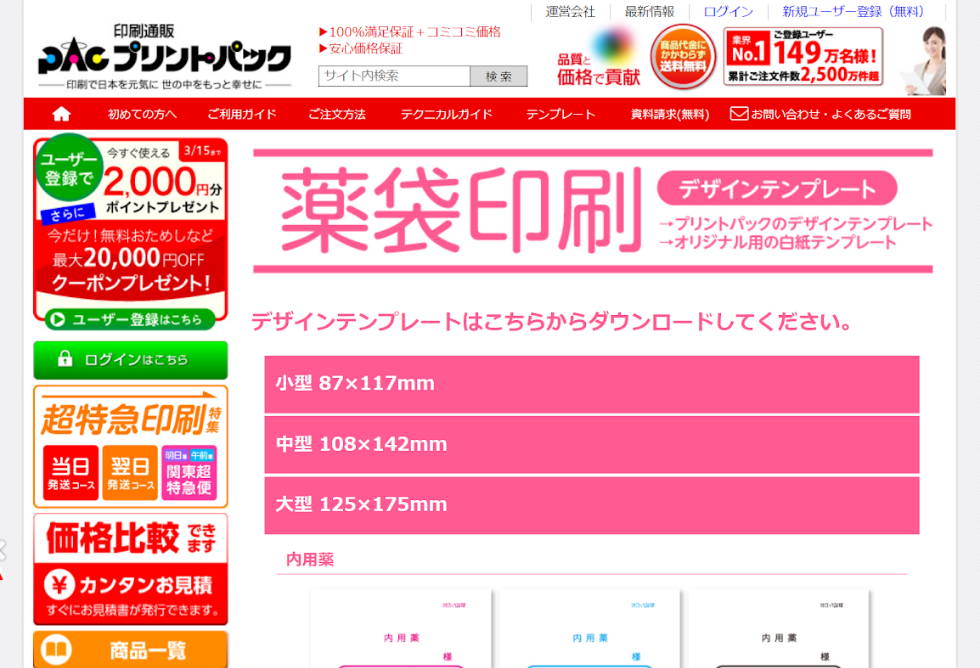 運営会社
最新情報
ログイン
新規ユーザー登録（無料）
印刷通販
PAC プリントパック
印刷で日本を元気に 世の中をもっと幸せに
▶100％満足保証＋コミコミ価格
▶安心価格保証
サイト内検索
検 索
品質と
価格で貢献
商品代金に
かかわらず
送料無料
業界
No.1
ご登録ユーザー
149万名様!
累計ご注文件数2,500万件超
初めての方へ
ご利用ガイド
ご注文方法
テクニカルガイド
テンプレート
資料請求(無料)
お問い合わせ・よくあるご質問
ユーザー
登録で
今すぐ使える
3/15まで
2,000円分
ポイントプレゼント
さらに
今だけ!無料おためしなど
最大20,000円OFF
クーポンプレゼント!
ユーザー登録はこちら
ログインはこちら
超特急印刷特集
当日
発送コース
翌日
発送コース
関東超
特急便
価格比較できます
¥カンタンお見積
すぐにお見積書が発行できます。
商品一覧
薬袋印刷
デザインテンプレート
→プリントパックのデザインテンプレート
→オリジナル用の白紙テンプレート
デザインテンプレートはこちらからダウンロードしてください。
小型 87×117mm
中型 108×142mm
大型 125×175mm
内用薬
内用薬
様
内用薬
様
内用薬
様